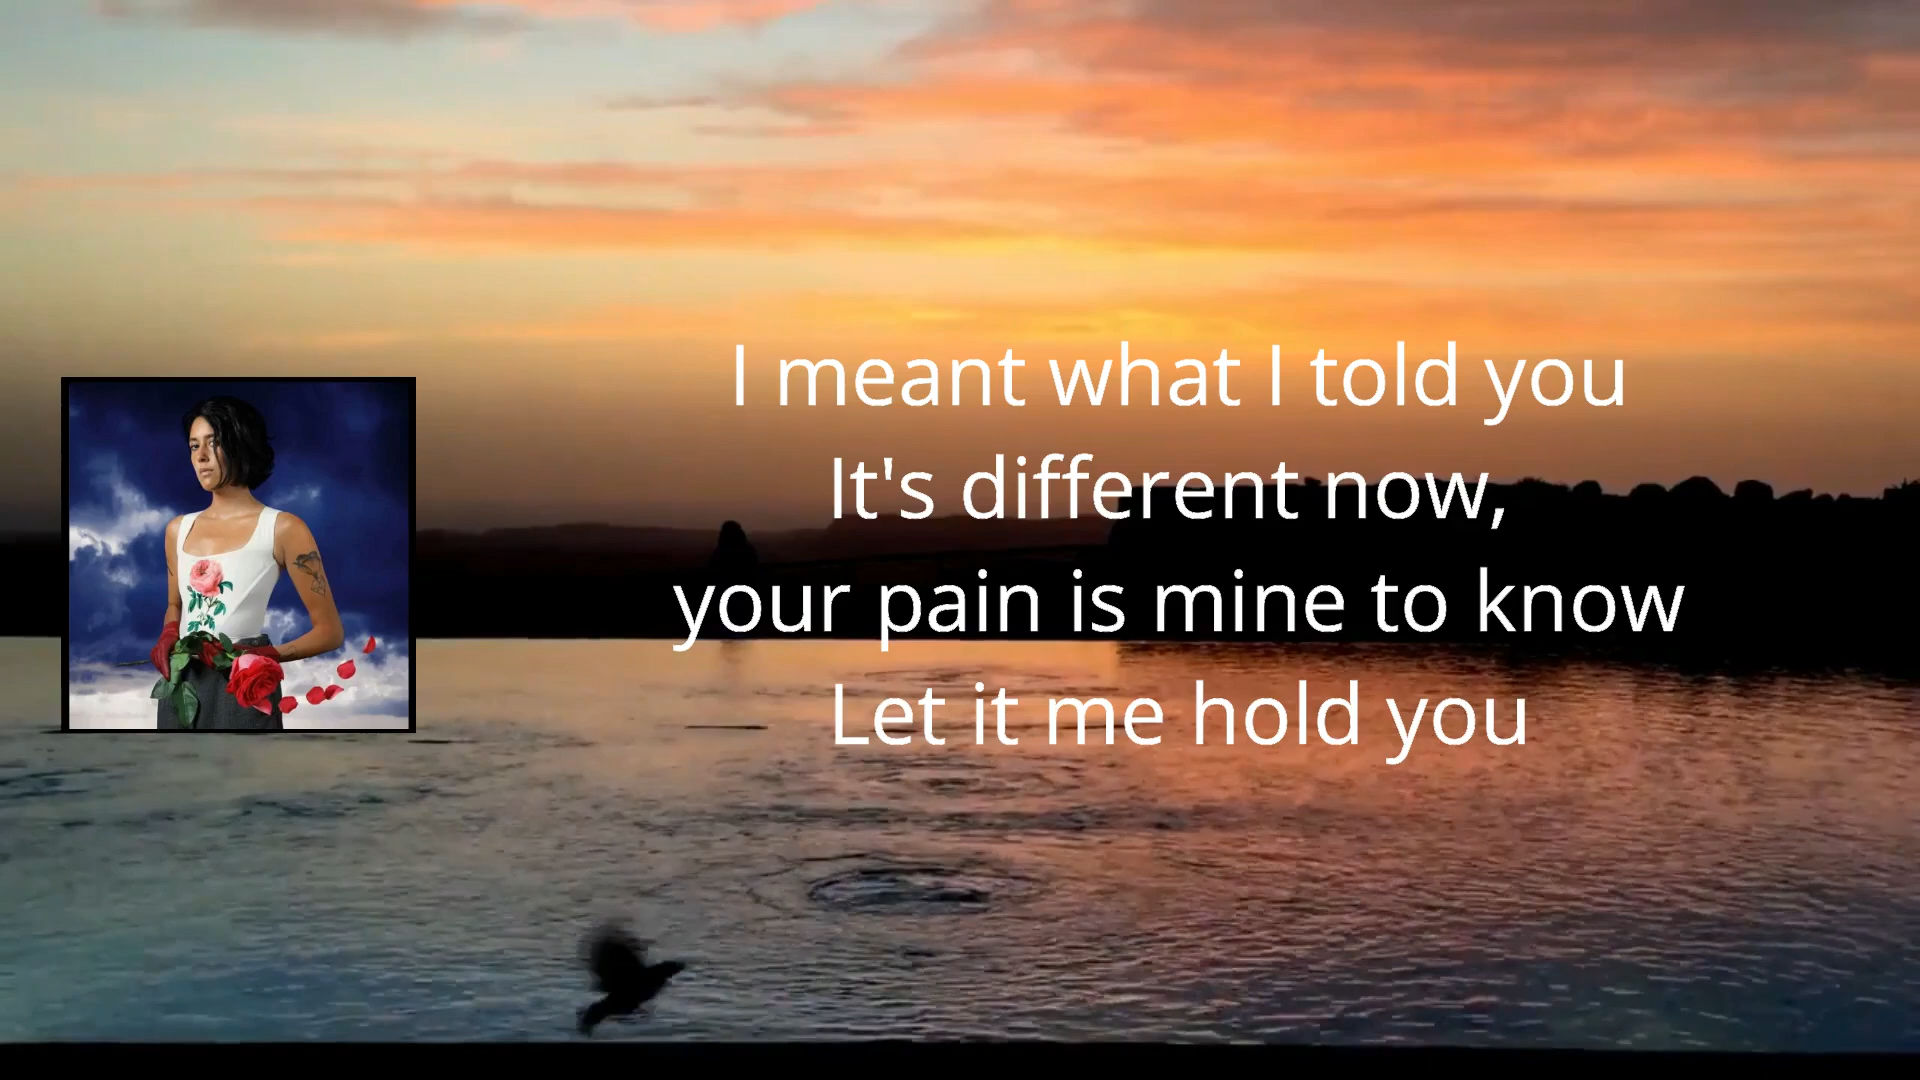 I meant what I told you
It's different now,
your pain is mine to know
Let it me hold you